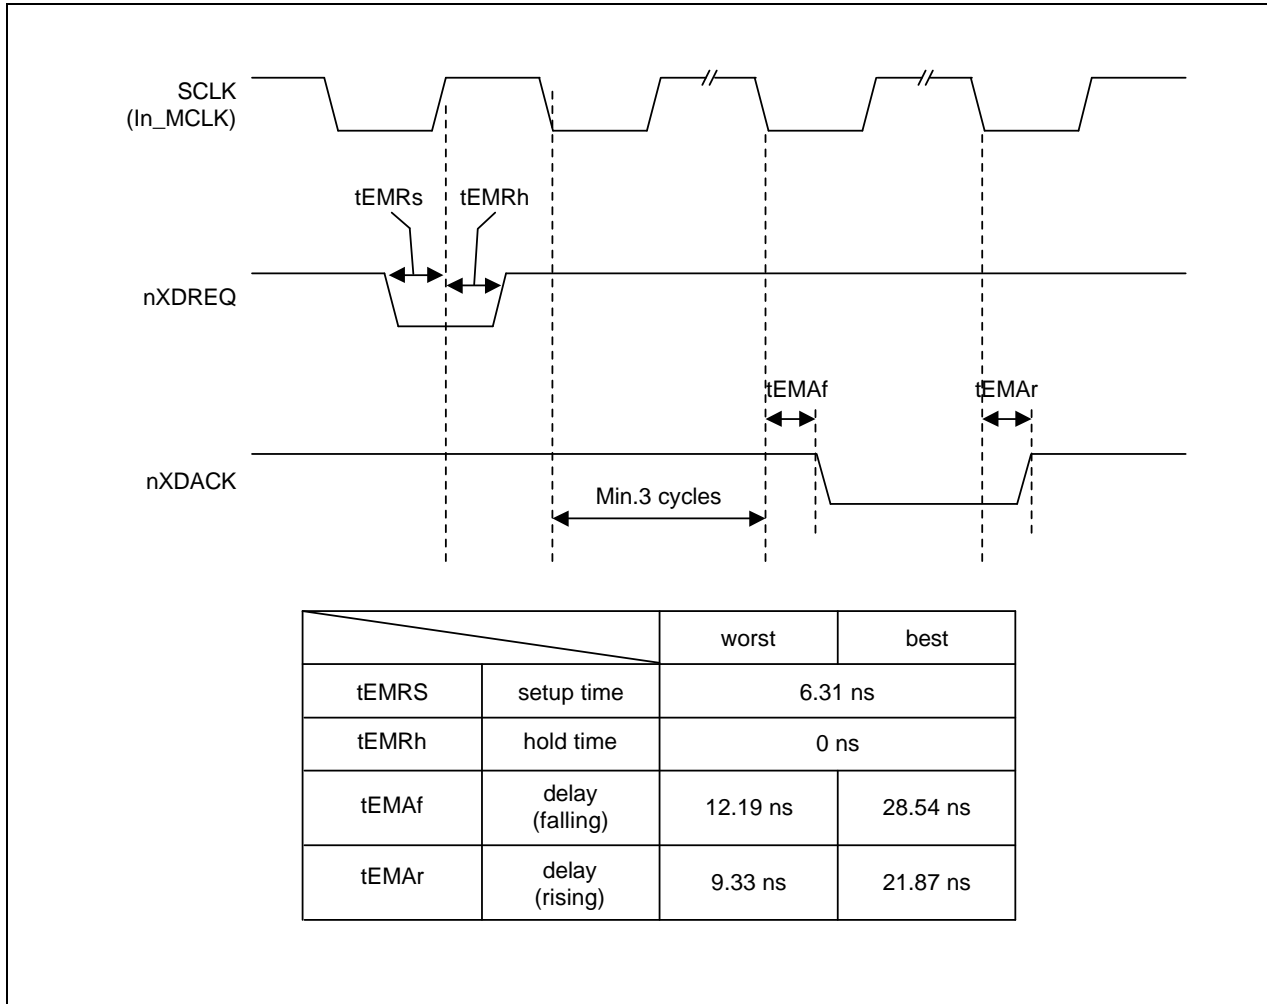 SCLK
(In_MCLK)
tEMRs tEMRh
nXDREQ
tEMAf tEMAr
nXDACK
Min.3 cycles
worst best
tEMRS setup time 6.31 ns
tEMRh hold time 0 ns
tEMAf delay (falling) 12.19 ns 28.54 ns
tEMAr delay (rising) 9.33 ns 21.87 ns